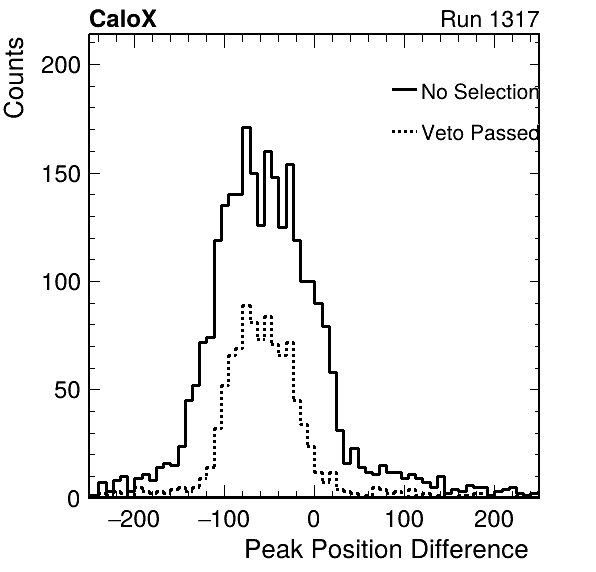 CaloX Run 1317
Counts
200
150
100
50
0
No Selection
Veto Passed
−200 −100 0 100 200
Peak Position Difference